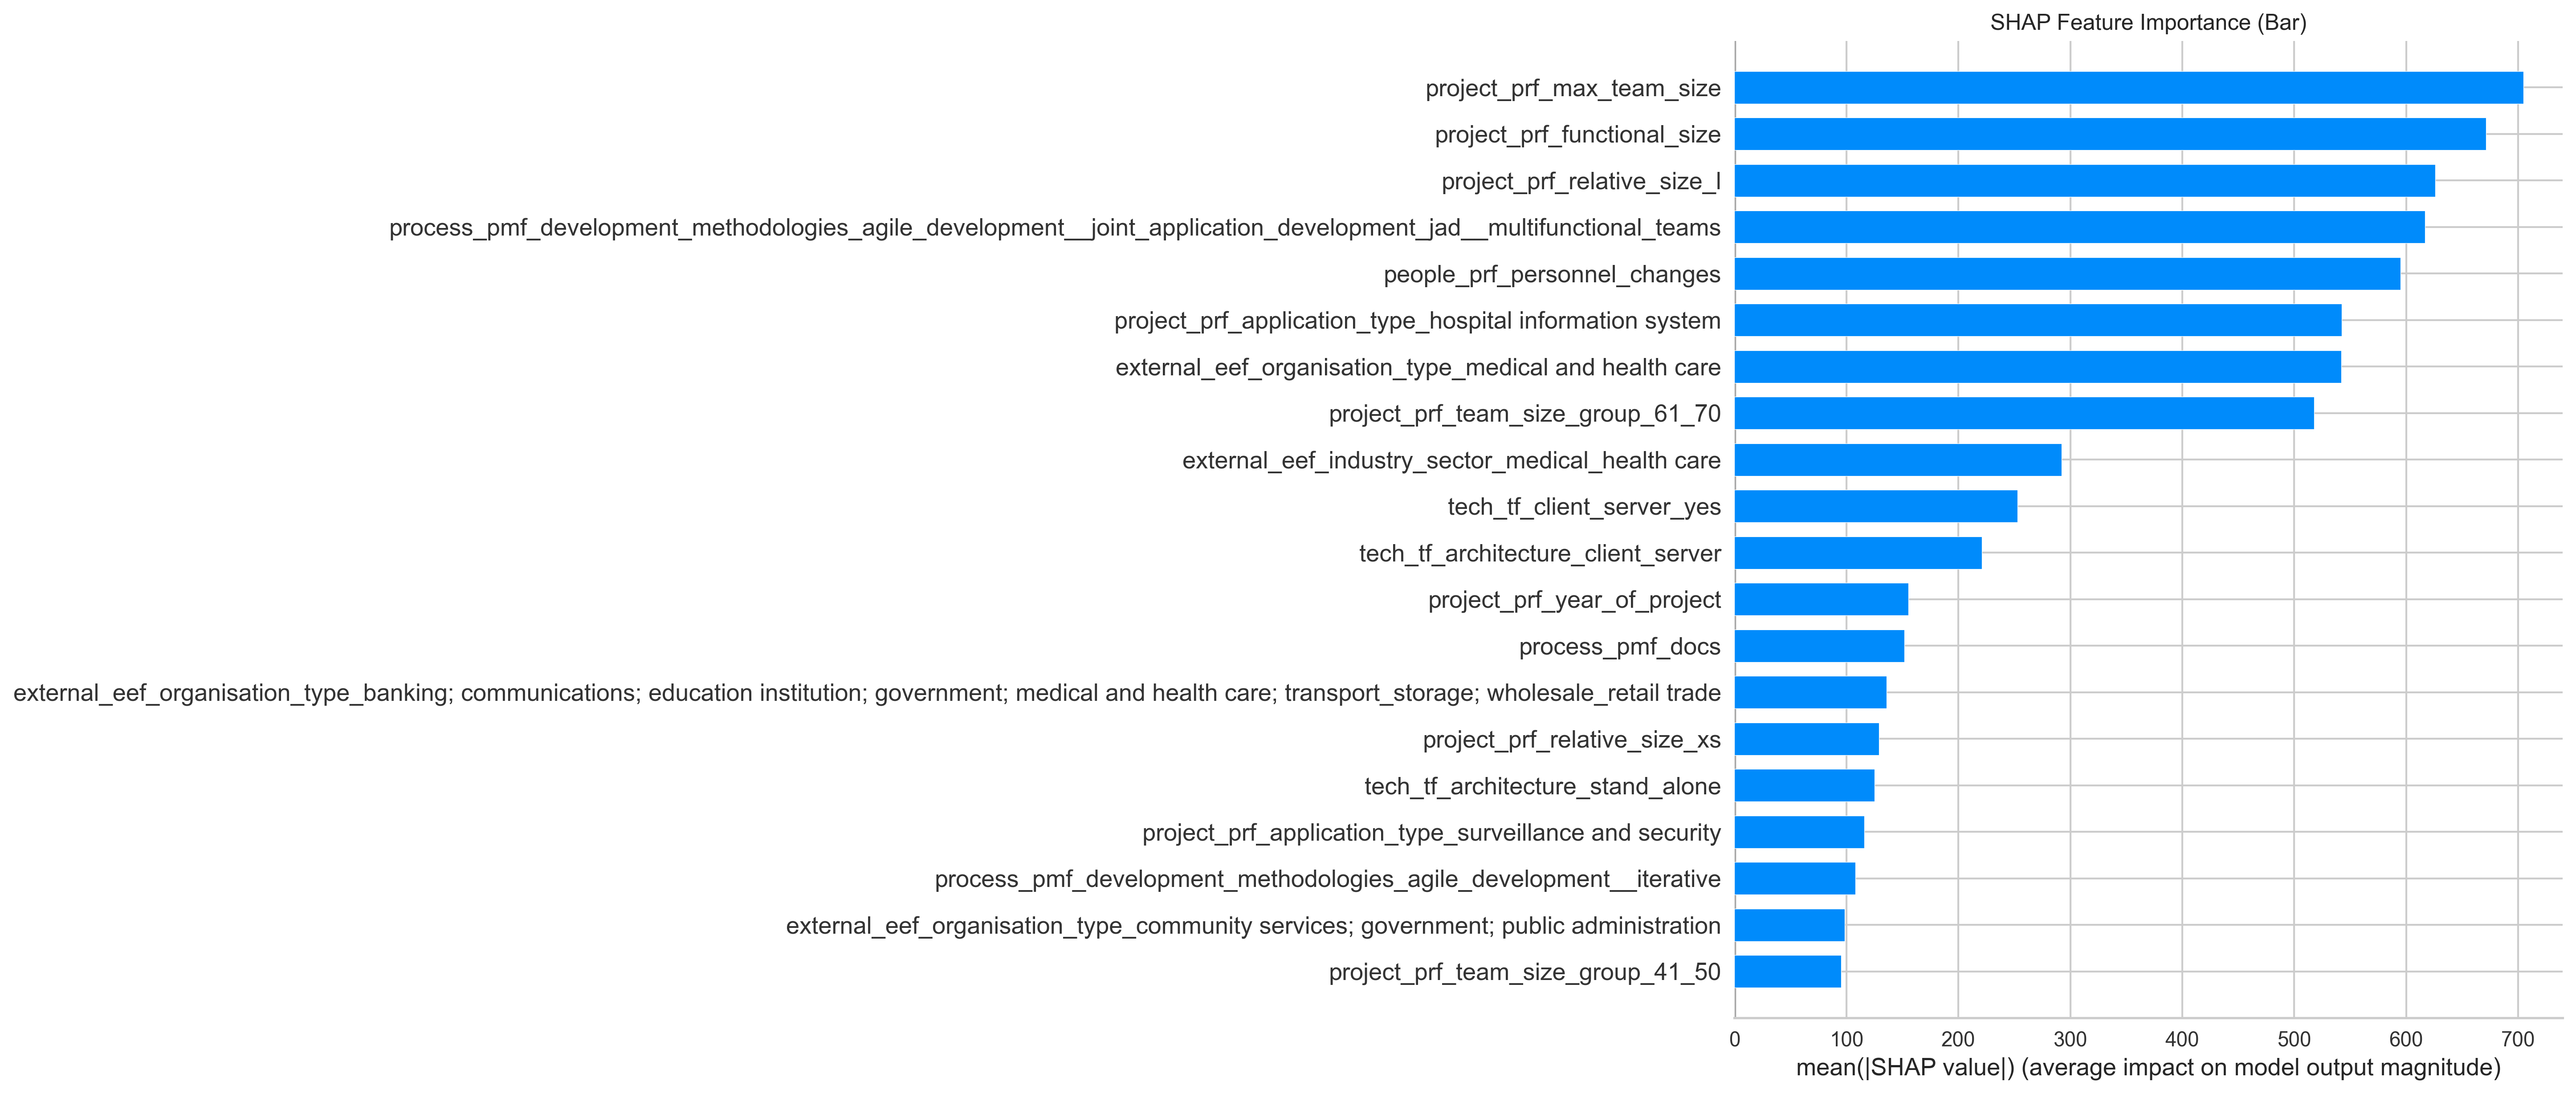 SHAP Feature Importance (Bar)
project_prf_max_team_size
project_prf_functional_size
project_prf_relative_size_l
process_pmf_development_methodologies_agile_development__joint_application_development_jad__multifunctional_teams
people_prf_personnel_changes
project_prf_application_type_hospital information system
external_eef_organisation_type_medical and health care
project_prf_team_size_group_61_70
external_eef_industry_sector_medical_health care
tech_tf_client_server_yes
tech_tf_architecture_client_server
project_prf_year_of_project
process_pmf_docs
external_eef_organisation_type_banking; communications; education institution; government; medical and health care; transport_storage; wholesale_retail trade
project_prf_relative_size_xs
tech_tf_architecture_stand_alone
project_prf_application_type_surveillance and security
process_pmf_development_methodologies_agile_development__iterative
external_eef_organisation_type_community services; government; public administration
project_prf_team_size_group_41_50
0 100 200 300 400 500 600 700
mean(|SHAP value|) (average impact on model output magnitude)